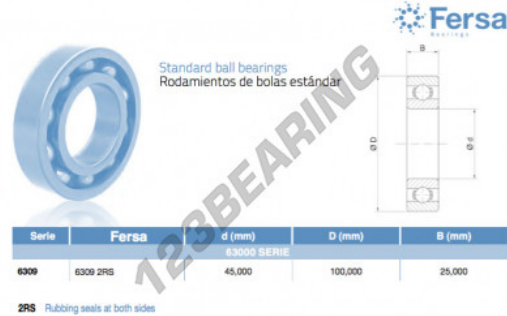 Fersa
Bearings
Standard ball bearings
Rodamientos de bolas estándar
B
Ø D
Ø d
123BEARING
Serie Fersa d (mm) D (mm) B (mm)
63000 SERIE
6309 6309 2RS 45,000 100,000 25,000
2RS Rubbing seals at both sides